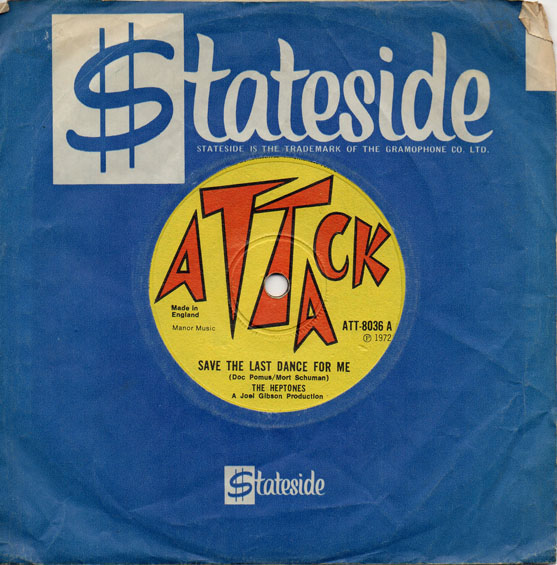 $tateside
STATESIDE IS THE TRADEMARK OF THE GRAMOPHONE CO. LTD.
ATTACK
Made in
England
Manor Music
ATT-8036 A
Ⓟ 1972
SAVE THE LAST DANCE FOR ME
(Doc Pomus/Mort Schuman)
THE HEPTONES
A Joel Gibson Production
$tateside